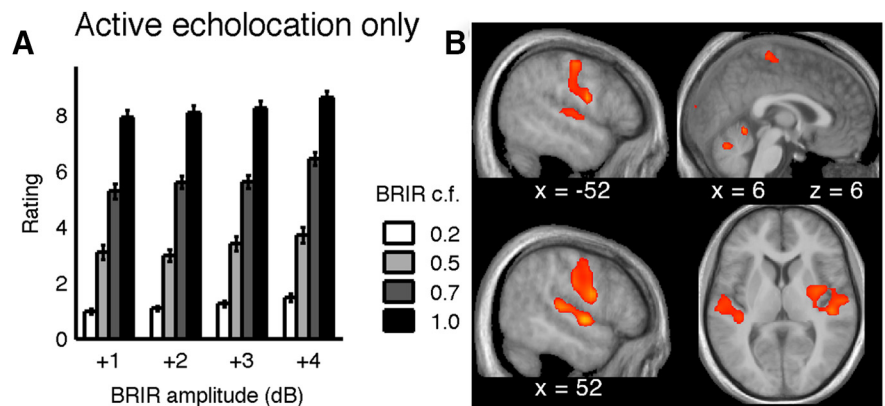 Active echolocation only
A
Rating
8
6
4
2
0
+1 +2 +3 +4
BRIR amplitude (dB)
BRIR c.f.
0.2
0.5
0.7
1.0
B
x = -52
x = 6 z = 6
x = 52